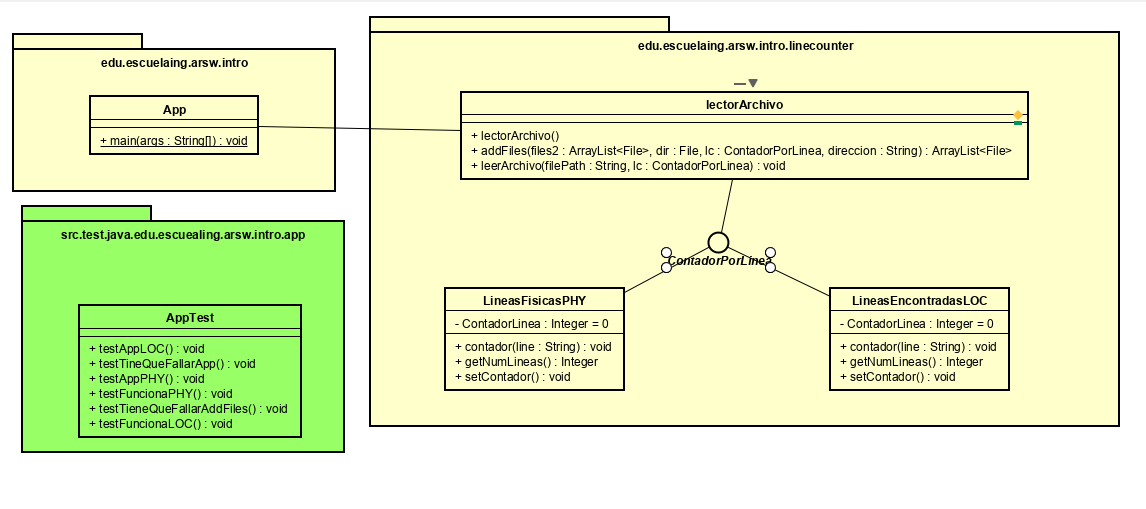 edu.escuelaing.arsw.intro
App
+ main(args : String[]) : void
src.test.java.edu.escuealing.arsw.intro.app
AppTest
+ testAppLOC() : void
+ testTineQueFallarApp() : void
+ testAppPHY() : void
+ testFuncionaPHY() : void
+ testTieneQueFallarAddFiles() : void
+ testFuncionaLOC() : void
edu.escuelaing.arsw.intro.linecounter
lectorArchivo
+ lectorArchivo()
+ addFiles(files2 : ArrayList<File>, dir : File, lc : ContadorPorLinea, direccion : String) : ArrayList<File>
+ leerArchivo(filePath : String, lc : ContadorPorLinea) : void
ContadorPorLinea
LineasFisicasPHY
- ContadorLinea : Integer = 0
+ contador(line : String) : void
+ getNumLineas() : Integer
+ setContador() : void
LineasEncontradasLOC
- ContadorLinea : Integer = 0
+ contador(line : String) : void
+ getNumLineas() : Integer
+ setContador() : void